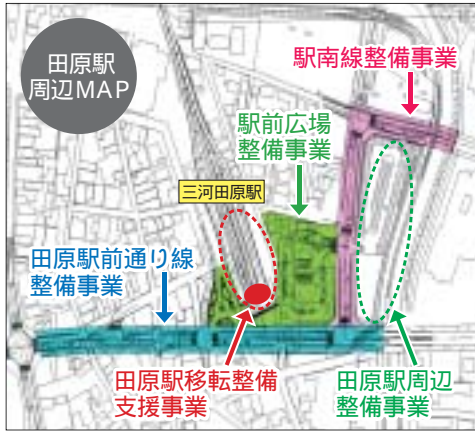 田原駅
周辺MAP
駅南線整備事業
駅前広場
整備事業
三河田原駅
田原駅前通り線
整備事業
田原駅移転整備
支援事業
田原駅周辺
整備事業